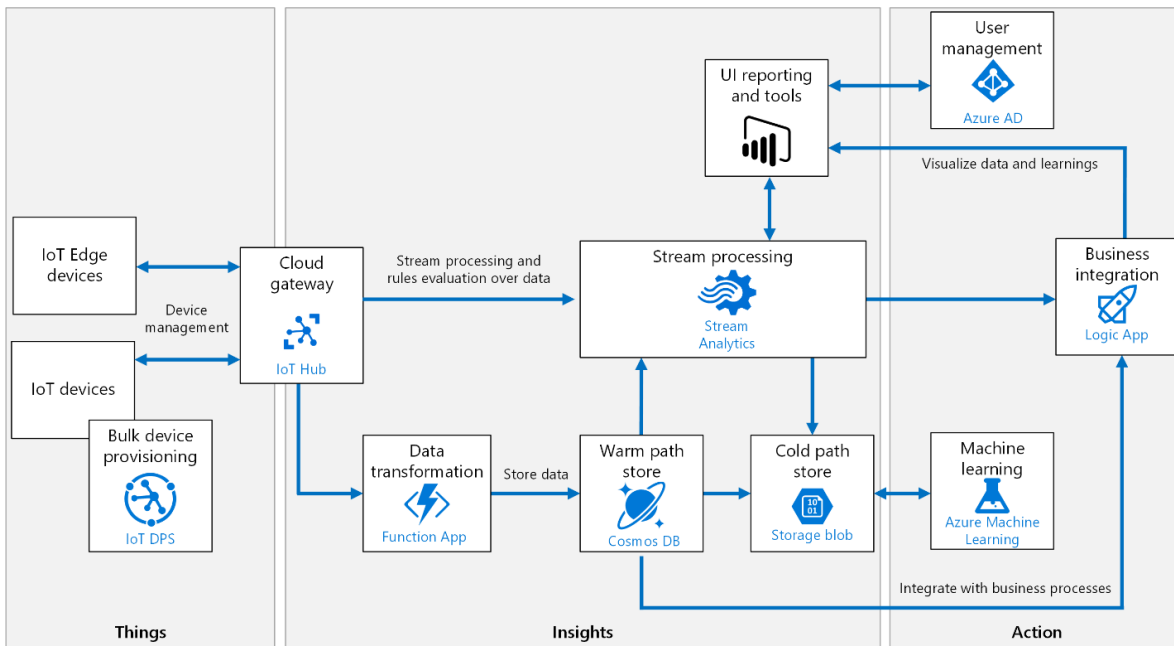 User
management
Azure AD
UI reporting
and tools
Visualize data and learnings
IoT Edge
devices
Cloud
gateway
IoT Hub
Stream processing and
rules evaluation over data
Stream processing
Stream
Analytics
Business
integration
Logic App
Device
management
IoT devices
Bulk device
provisioning
IoT DPS
Data
transformation
Function App
Store data
Warm path
store
Cosmos DB
Cold path
store
10
01
Storage blob
Machine
learning
Azure Machine
Learning
Integrate with business processes
Things
Insights
Action